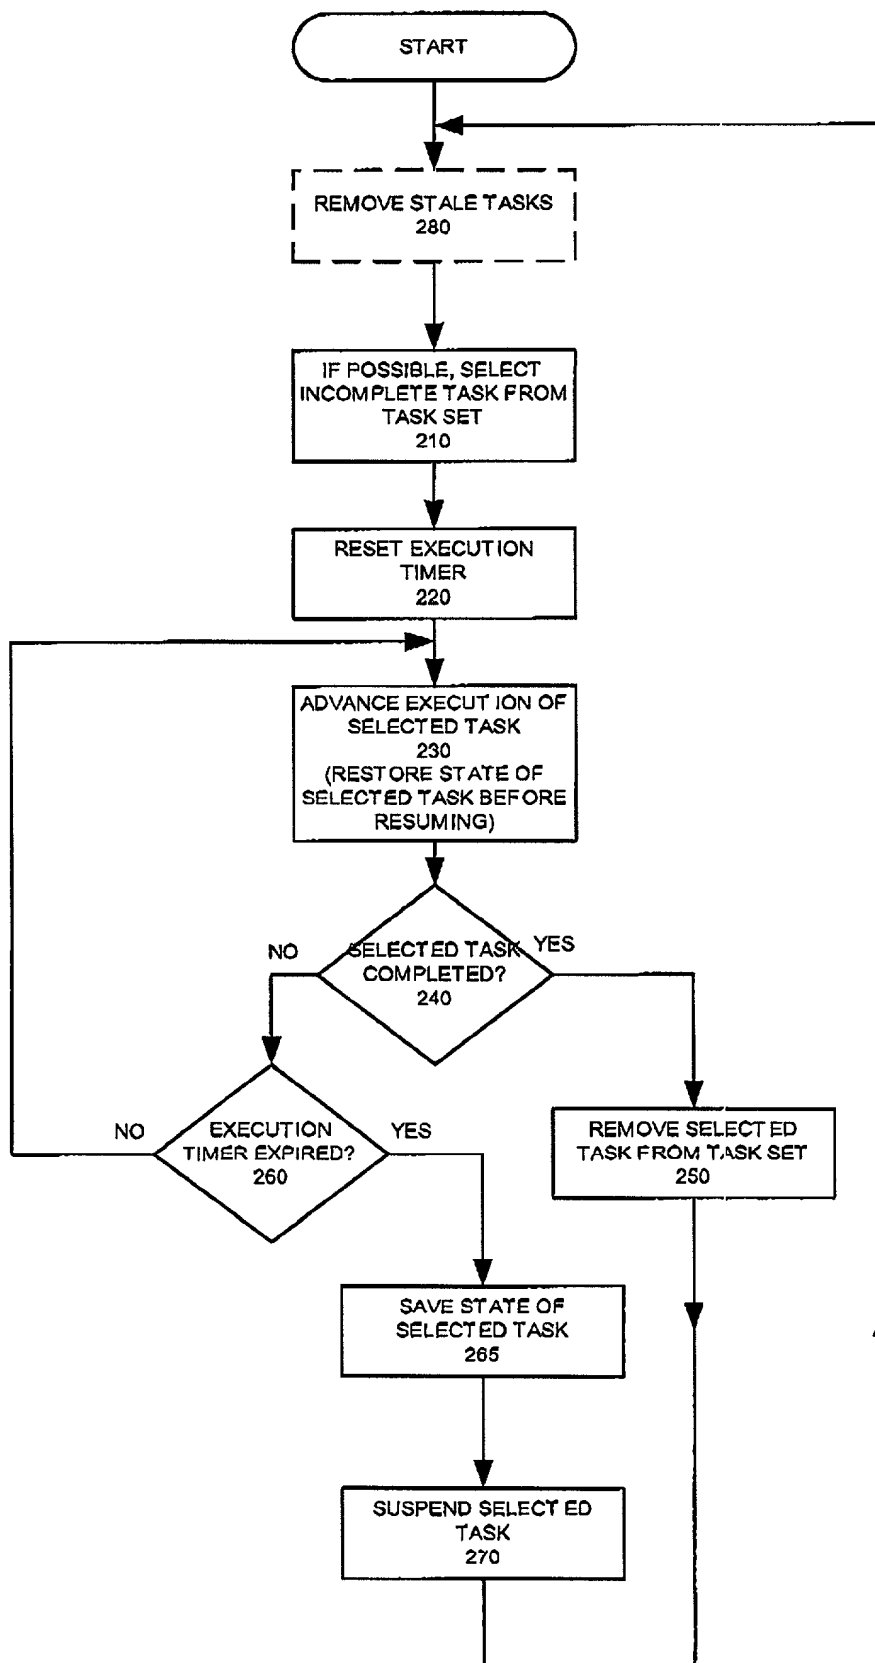 START
REMOVE STALE TASKS
280
IF POSSIBLE, SELECT
INCOMPLETE TASK FROM
TASK SET
210
RESET EXECUTION
TIMER
220
ADVANCE EXECUTION OF
SELECTED TASK
230
(RESTORE STATE OF
SELECTED TASK BEFORE
RESUMING)
NO
SELECTED TASK
COMPLETED?
240
YES
NO
EXECUTION
TIMER EXPIRED?
260
YES
REMOVE SELECTED
TASK FROM TASK SET
250
SAVE STATE OF
SELECTED TASK
265
SUSPEND SELECTED
TASK
270